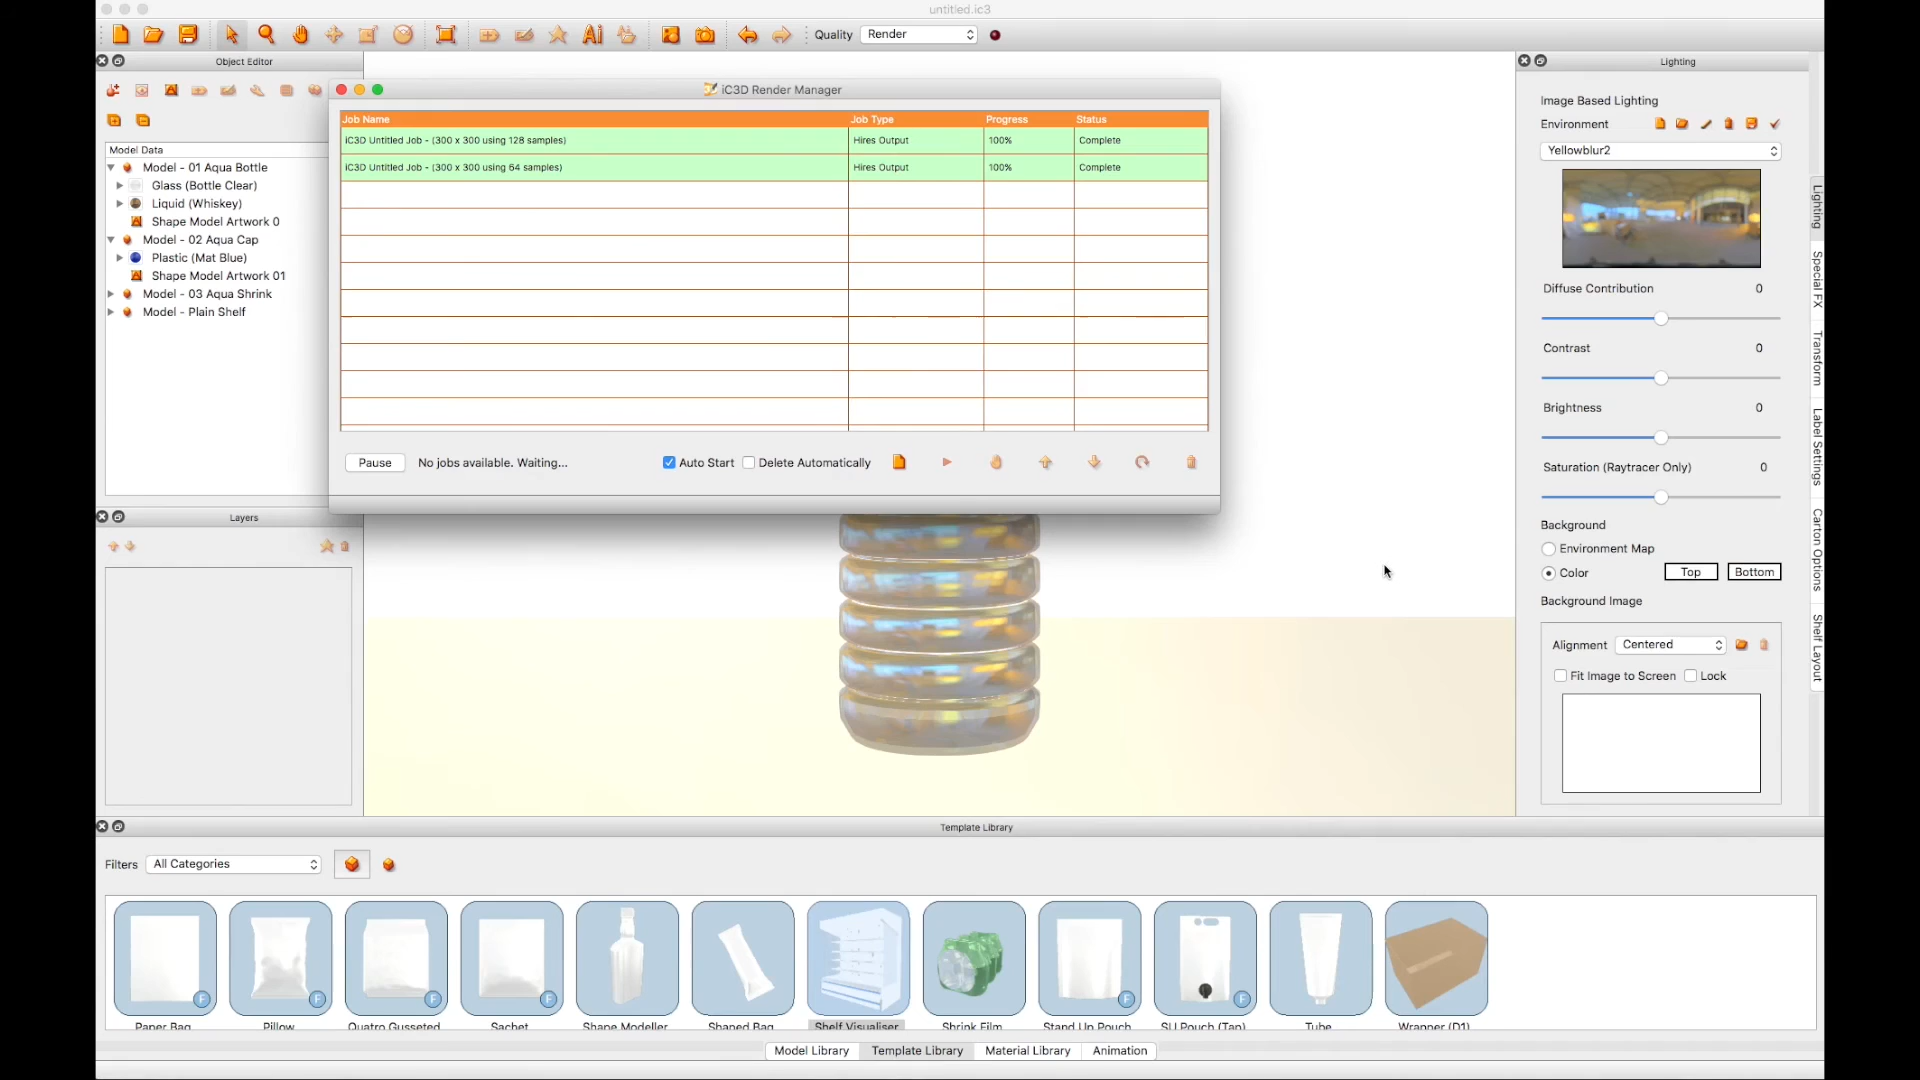 untitled.ic3
Quality Render
Object Editor
Model Data
Model - 01 Aqua Bottle
Glass (Bottle Clear)
Liquid (Whiskey)
Shape Model Artwork 0
Model - 02 Aqua Cap
Plastic (Mat Blue)
Shape Model Artwork 01
Model - 03 Aqua Shrink
Model - Plain Shelf
Layers
iC3D Render Manager
Job Name Job Type Progress Status
iC3D Untitled Job - (300 x 300 using 128 samples) Hires Output 100% Complete
iC3D Untitled Job - (300 x 300 using 64 samples) Hires Output 100% Complete
Pause No jobs available. Waiting... Auto Start Delete Automatically
Lighting
Image Based Lighting
Environment
Yellowblur2
Diffuse Contribution 0
Contrast 0
Brightness 0
Saturation (Raytracer Only) 0
Background
Environment Map
Color Top Bottom
Background Image
Alignment Centered
Fit Image to Screen Lock
Lighting
Special FX
Transform
Label Settings
Carton Options
Shelf Layout
Template Library
Filters All Categories
F F F F F F
Paper Bag Pillow Quatro Gusseted Sachet Shape Modeller Shaped Bag Shelf Visualiser Shrink Film Stand Up Pouch SU Pouch (Tap) Tube Wrapper (D1)
Model Library Template Library Material Library Animation